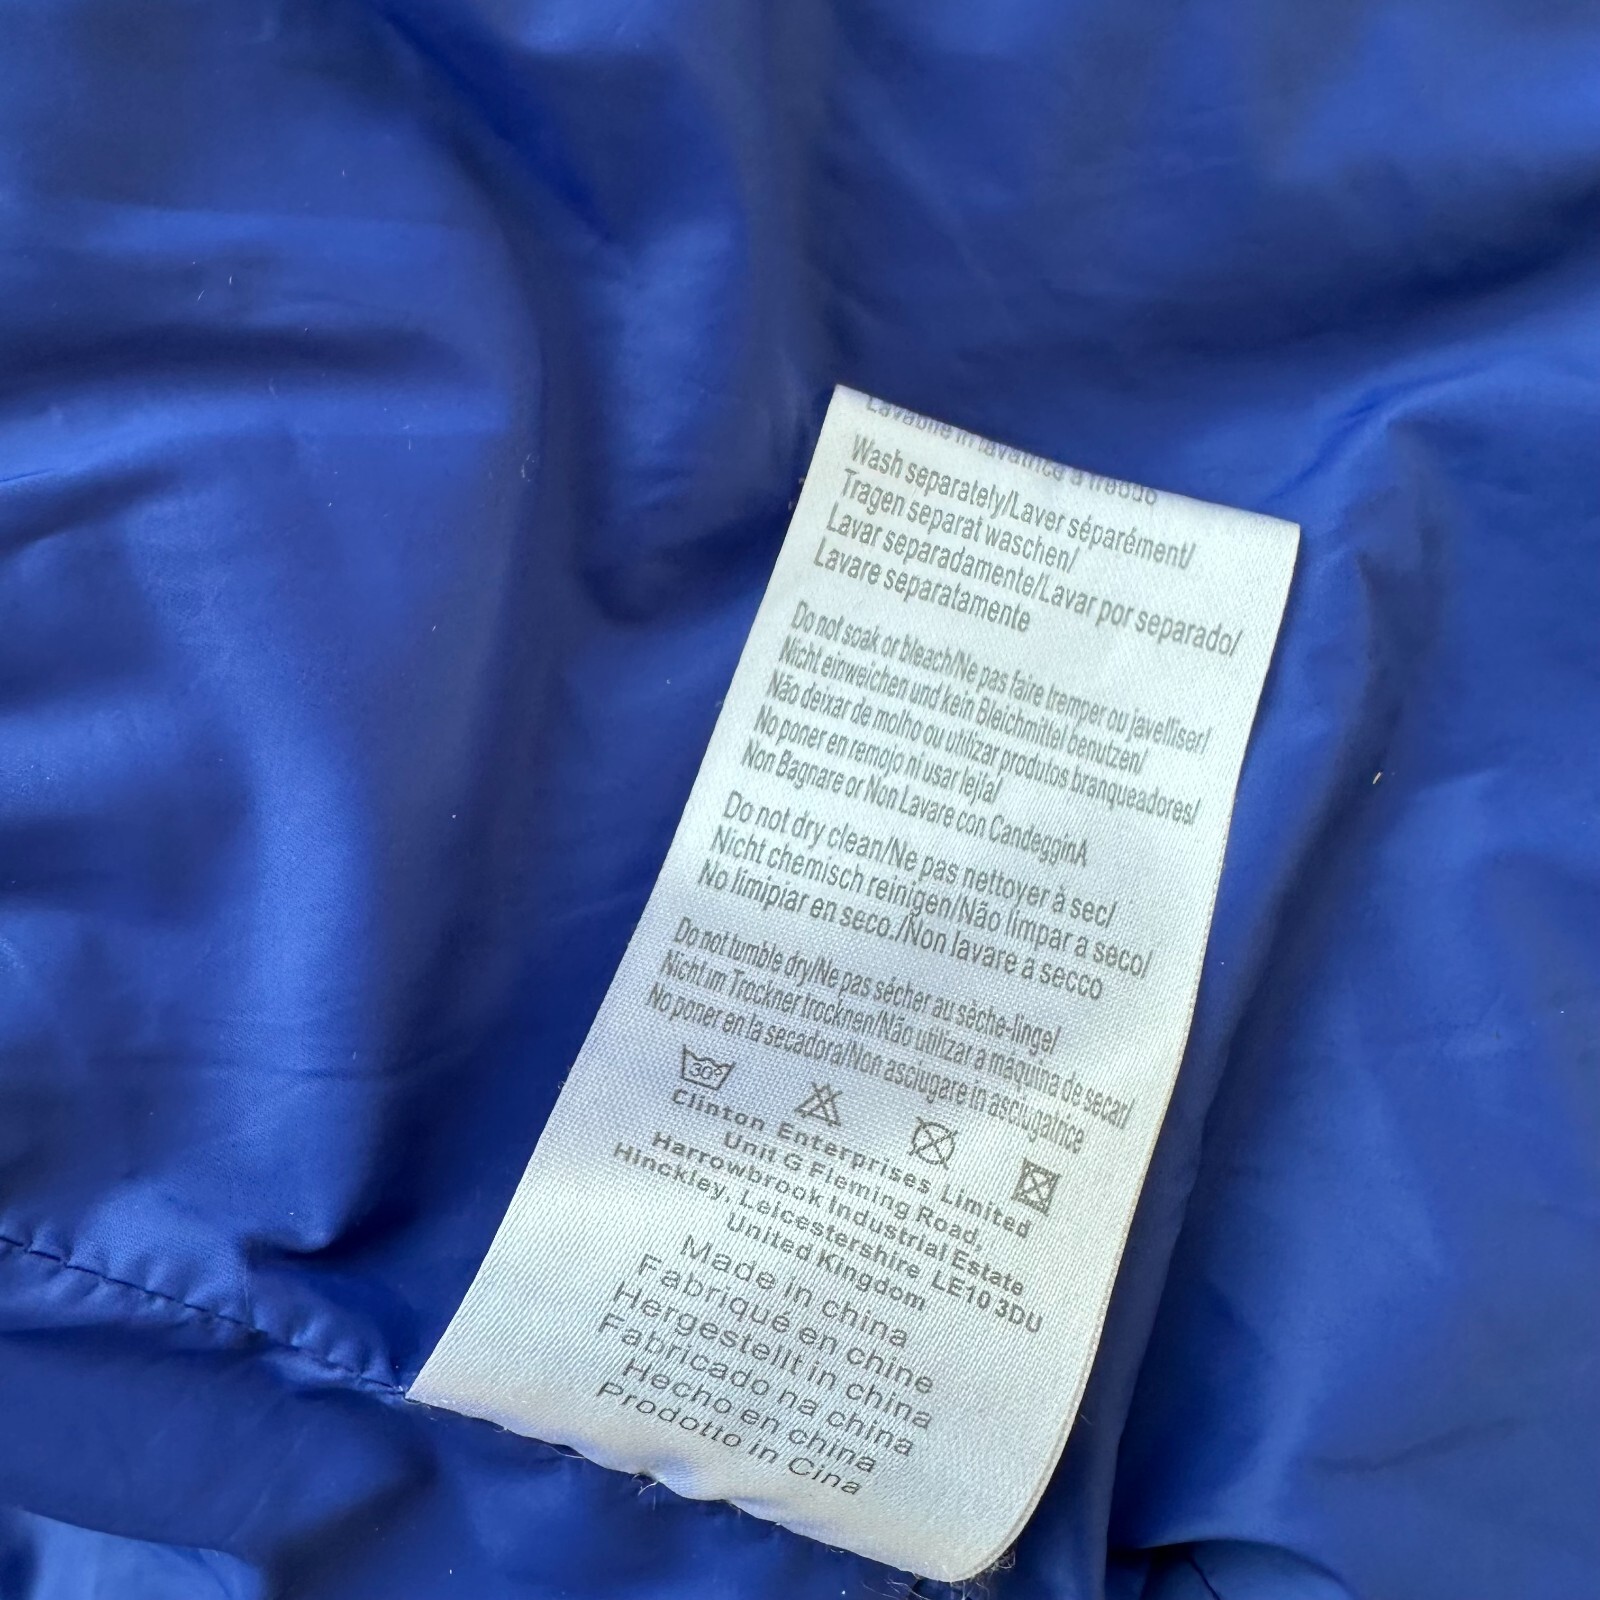 Lavabile in lavatrice a freddo
Wash separately/Laver séparément/
Tragen separat waschen/
Lavar separadamente/Lavar por separado/
Lavare separatamente
Do not soak or bleach/Ne pas faire tremper ou javelliser/
Nicht einweichen und kein Bleichmittel benutzen/
Não deixar de molho ou utilizar produtos branqueadores/
No poner en remojo ni usar lejia/
Non Bagnare or Non Lavare con CandegginA
Do not dry clean/Ne pas nettoyer à sec/
Nicht chemisch reinigen/Não limpar a seco/
No limipiar en seco./Non lavare a secco
Do not tumble dry/Ne pas sécher au sèche-linge/
Nicht im Trockner trocknen/Não utilizar a máquina de secar/
No poner en la secadora/Non asciugare in asciugatrice
30°
Clinton Enterprises Limited
Unit G Fleming Road,
Harrowbrook Industrial Estate
Hinckley, Leicestershire LE10 3DU
United Kingdom
Made in china
Fabriqué en chine
Hergestellt in china
Fabricado na china
Hecho en china
Prodotto in Cina